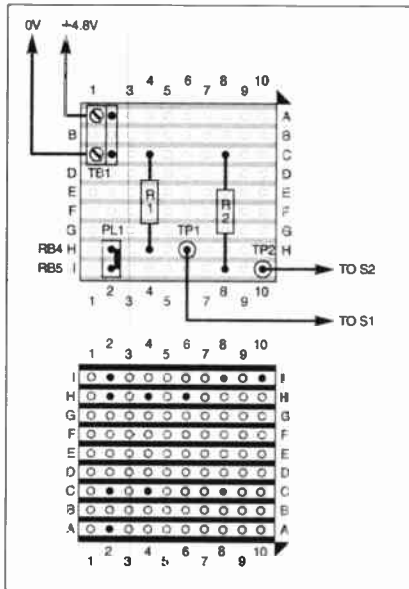 0V +4.8V
1 3 4 5 6 7 8 9 10
A
B B
C
TB1
D D
E E
R1 R2
F F
G PL1 TP1 G
RB4 H TP2 H
RB5 I I TO S2
1 2 3 4 5 6 7 8 9 10
TO S1
1 2 3 4 5 6 7 8 9 10
I I
H H
G G
F F
E E
D D
C C
B B
A A
1 2 3 4 5 6 7 8 9 10